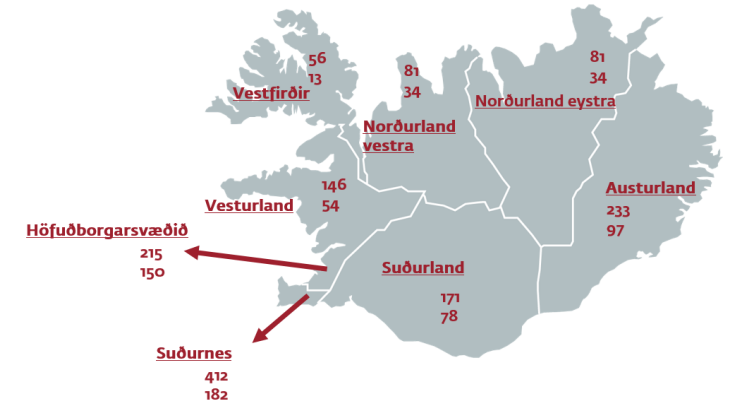 56
13
Vestfirðir
81
34
Norðurland
vestra
81
34
Norðurland eystra
146
54
Vesturland
Austurland
233
97
Höfuðborgarsvæðið
215
150
Suðurland
171
78
Suðurnes
412
182